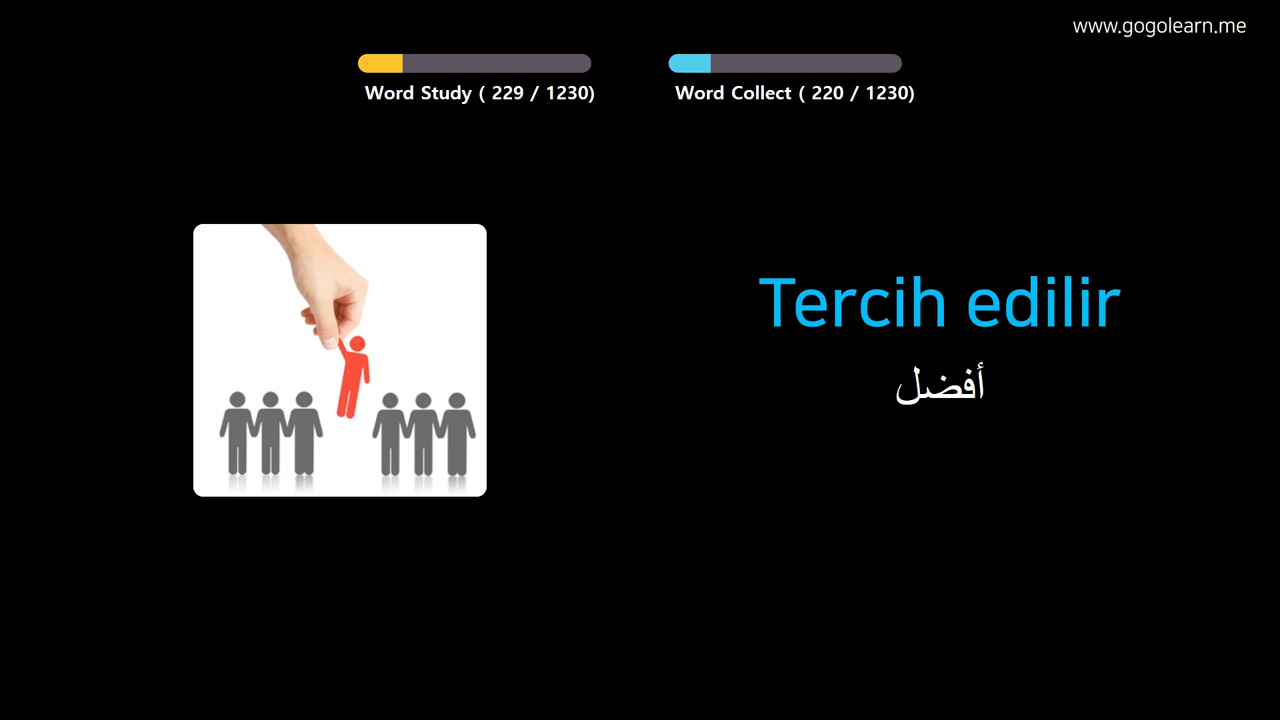 www.gogolearn.me
Word Study ( 229 / 1230)
Word Collect ( 220 / 1230)
Tercih edilir
أفضل